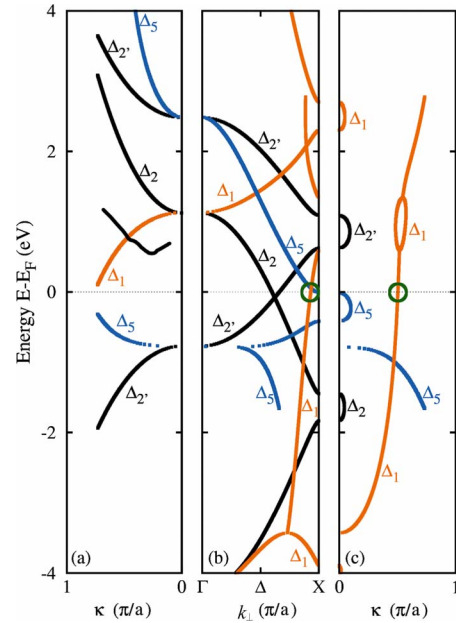 Energy E-E_F (eV)
4
2
0
-2
-4
Δ2'
Δ5
Δ2
Δ1
Δ5
Δ2'
(a)
1
0
κ (π/a)
Δ2'
Δ1
Δ5
Δ2
Δ2'
Δ5
Δ1
Δ1
(b)
Γ
Δ
X
k⊥ (π/a)
Δ1
Δ2'
Δ1
Δ5
Δ5
Δ2
Δ1
(c)
0
1
κ (π/a)